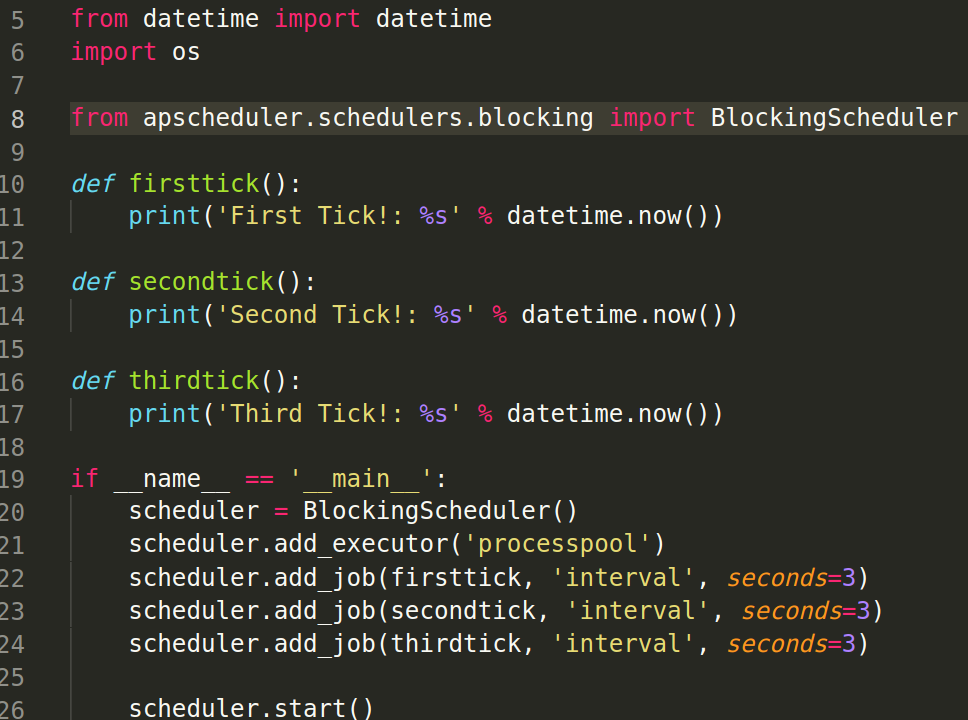 5 from datetime import datetime
6 import os
7
8 from apscheduler.schedulers.blocking import BlockingScheduler
9
10 def firsttick():
11     print('First Tick!: %s' % datetime.now())
12
13 def secondtick():
14     print('Second Tick!: %s' % datetime.now())
15
16 def thirdtick():
17     print('Third Tick!: %s' % datetime.now())
18
19 if __name__ == '__main__':
20     scheduler = BlockingScheduler()
21     scheduler.add_executor('processpool')
22     scheduler.add_job(firsttick, 'interval', seconds=3)
23     scheduler.add_job(secondtick, 'interval', seconds=3)
24     scheduler.add_job(thirdtick, 'interval', seconds=3)
25
26     scheduler.start()